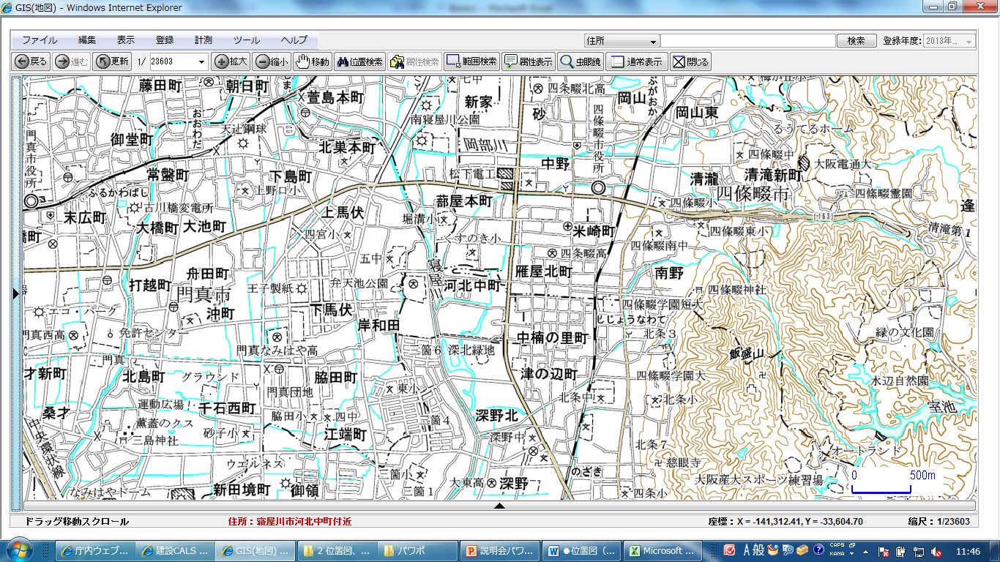 GIS(地図) - Windows Internet Explorer
ファイル 編集 表示 登録 計測 ツール ヘルプ 住所 検索 登録年度: 2013年...
戻る 進む 更新 1/ 23603 拡大 縮小 移動 位置検索 属性検索 範囲検索 属性表示 虫眼鏡 通常表示 閉じる
藤田町 朝日町 萱島本町 新家 砂 四条畷北高 岡山 岡山東
おおわだ 天辻鋼球 南寝屋川公園 るうてるホーム
門真市役所 御堂町 北巣本町 岡部川 四條畷市役所 四條畷中 大阪電通大
常盤町 下島町 松下電工 中野 清瀧 清滝新町
ふるかわばし 上野口小 四條畷市 四條畷霊園
古川橋変電所 蔀屋本町 四條畷小 逢
末広町 大橋町 大池町 上馬伏 堀溝小 163
四宮小 くすのき小 米崎町 四條畷東小 清滝第1
五中 四條畷高 四條畷南中
舟田町 寝屋 雁屋北町 南野
打越町 門真市 王子製紙 弁天池公園 河北中町 四條畷神社
エコ・パーク 沖町 下馬伏 四條畷学園短大
岸和田 しじょうなわて
門真西高 免許センタ 中楠の里町 北条3 緑の文化園
門真なみはや高 三箇6 深北緑地 飯盛山
門真
才新町 北島町 グラウンド 脇田町 津の辺町 四條畷学園大 水辺自然園
門真団地 東小 北条中 北条小
桑才 運動広場 千石西町 室池
薫蓋のクス 脇田小 四中 三箇4 深野北
中央環状線 三島神社 砂子小 江端町 深野中 北条7 オートランド
ウエルネス 慈眼寺
三箇小 のざき 大阪産大スポーツ練習場
なみはやドーム 新田境町 御領 三箇1 大東高 深野 四条小
0 500m
ドラッグ移動スクロール 住所:寝屋川市河北中町付近 座標:X = -141,312.41, Y = -33,604.70 縮尺:1/23603
庁内ウェブ... 建設CALS ... GIS(地図) ... 2 位置図、... パワポ 説明会パワ... ●位置図(... Microsoft ... A 般 CAPS KANA 11:46